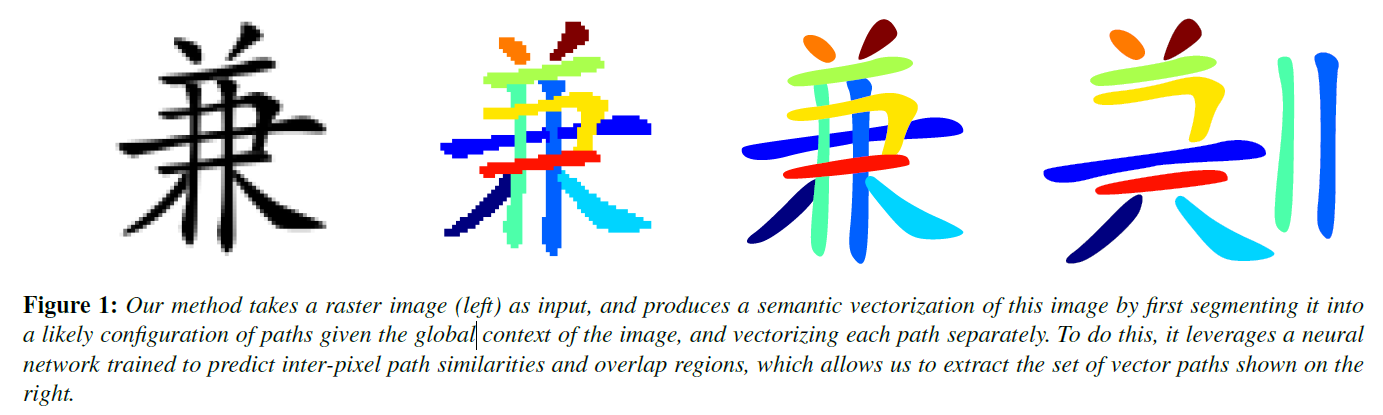 兼
Figure 1: Our method takes a raster image (left) as input, and produces a semantic vectorization of this image by first segmenting it into
a likely configuration of paths given the global context of the image, and vectorizing each path separately. To do this, it leverages a neural
network trained to predict inter-pixel path similarities and overlap regions, which allows us to extract the set of vector paths shown on the
right.